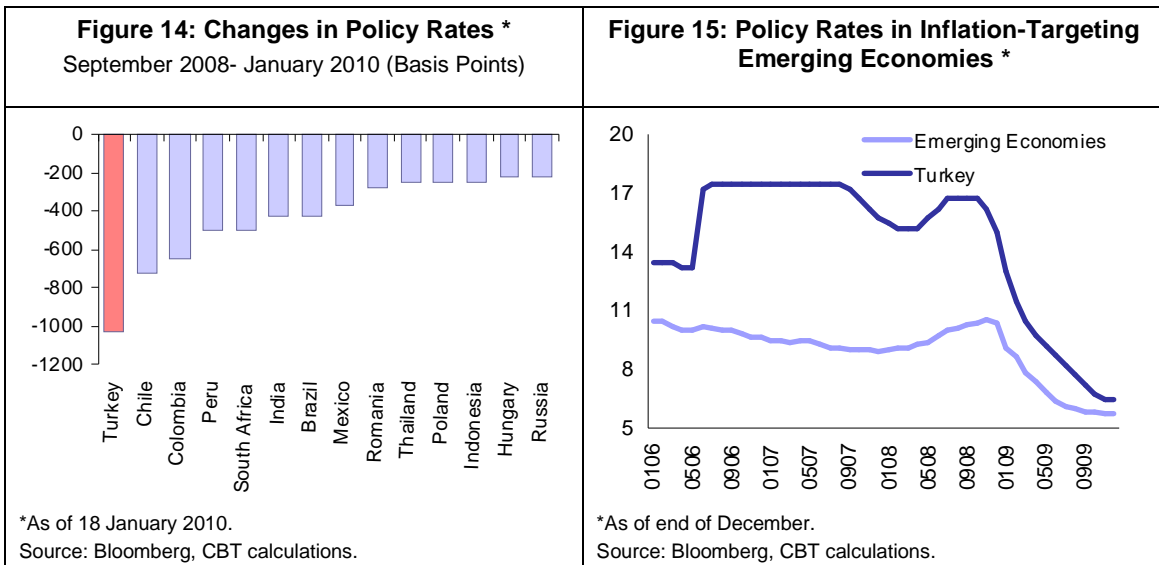 Figure 14: Changes in Policy Rates *
September 2008- January 2010 (Basis Points)
0
-200
-400
-600
-800
-1000
-1200
Turkey
Chile
Colombia
Peru
South Africa
India
Brazil
Mexico
Romania
Thailand
Poland
Indonesia
Hungary
Russia
*As of 18 January 2010.
Source: Bloomberg, CBT calculations.
Figure 15: Policy Rates in Inflation-Targeting
Emerging Economies *
20
17
14
11
8
5
Emerging Economies
Turkey
0106
0506
0906
0107
0507
0907
0108
0508
0908
0109
0509
0909
*As of end of December.
Source: Bloomberg, CBT calculations.